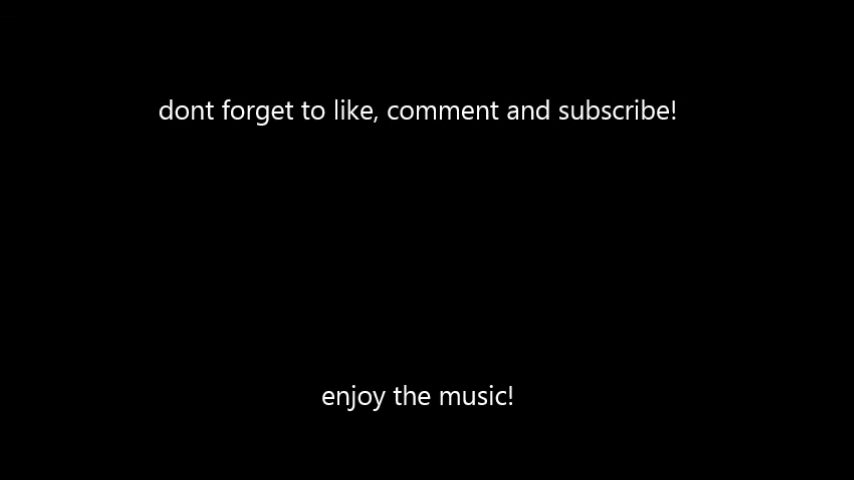 dont forget to like, comment and subscribe!
enjoy the music!